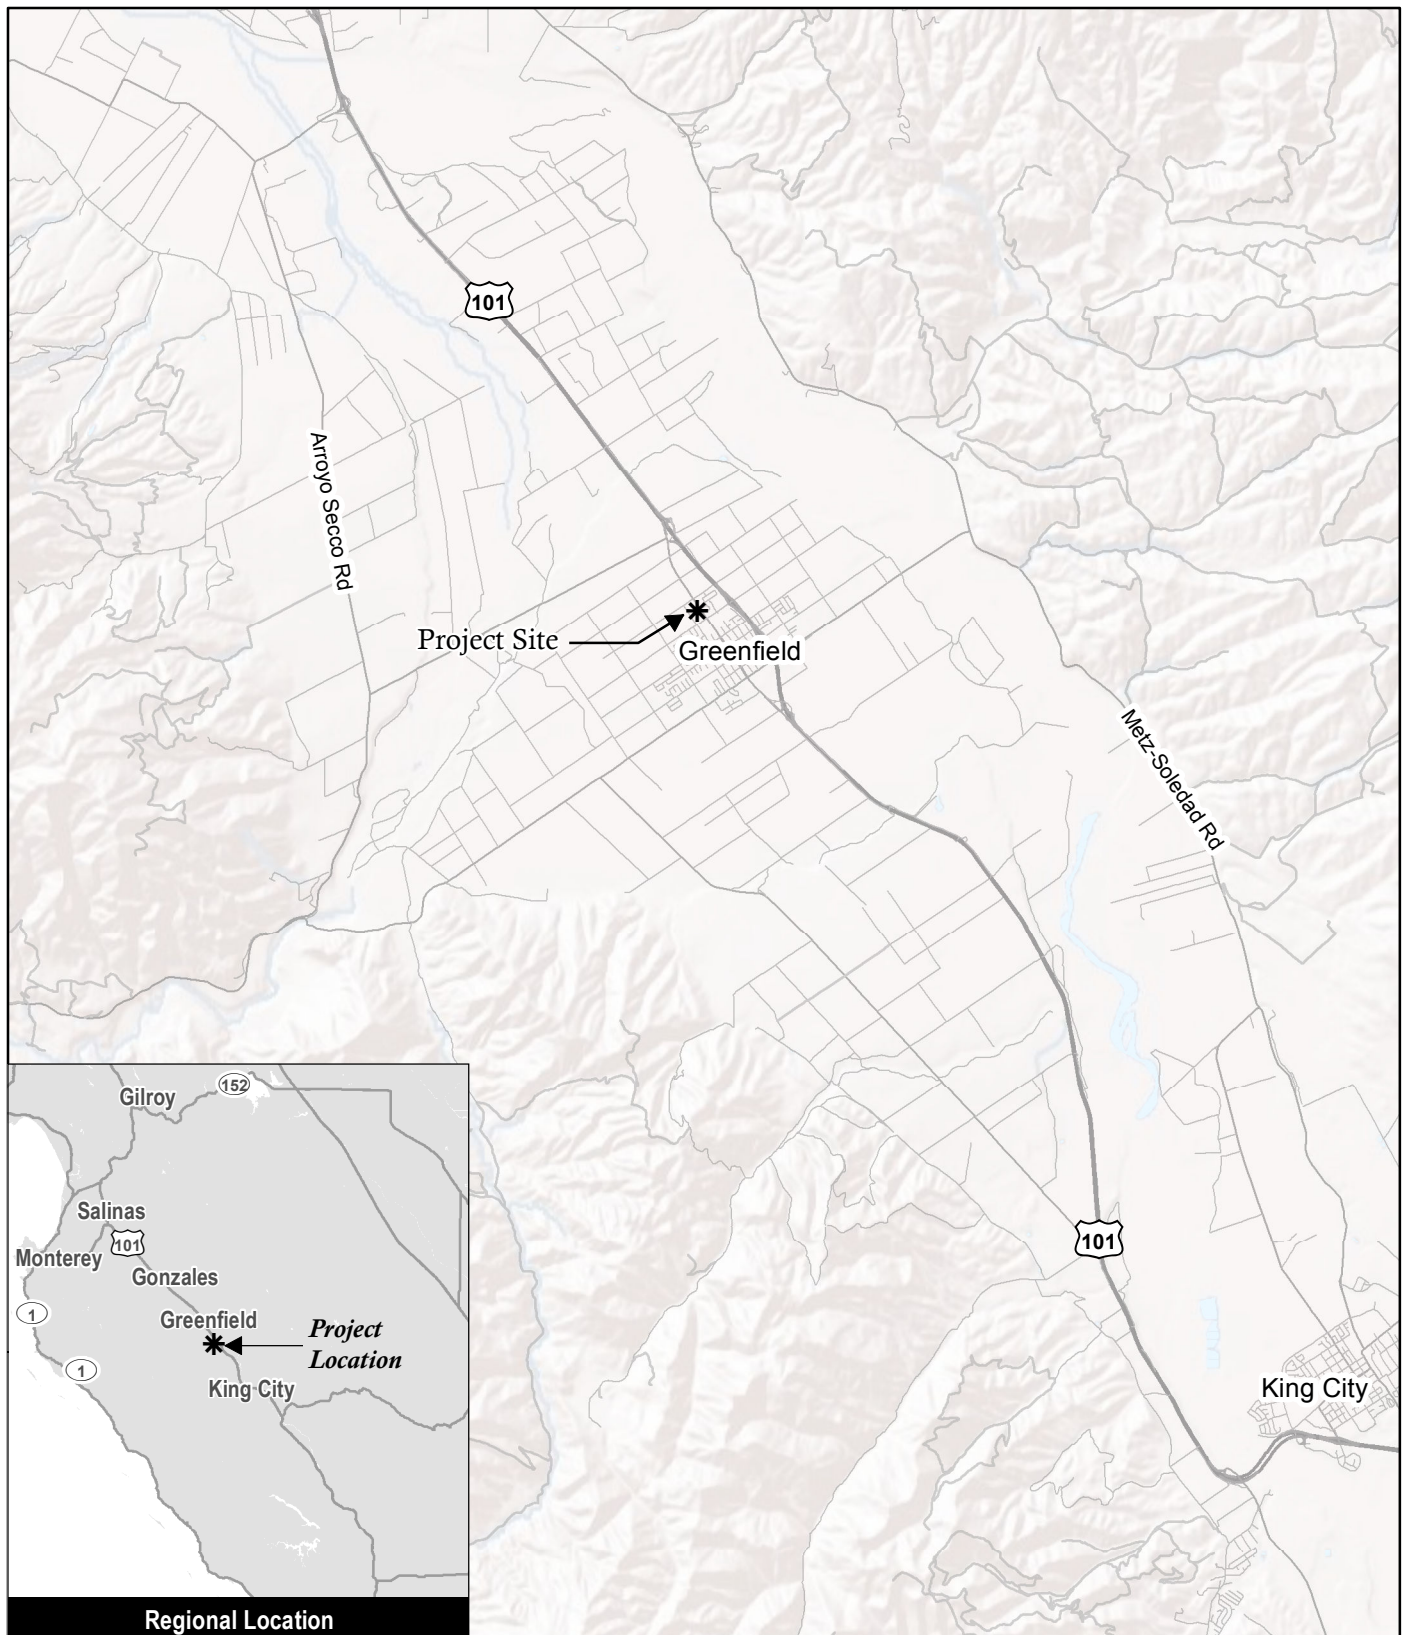 101
Arroyo Secco Rd
Project Site
Greenfield
Metz-Soledad Rd
101
King City
Gilroy
152
Salinas
101
Monterey
Gonzales
1
Greenfield
Project
Location
1
King City
Regional Location